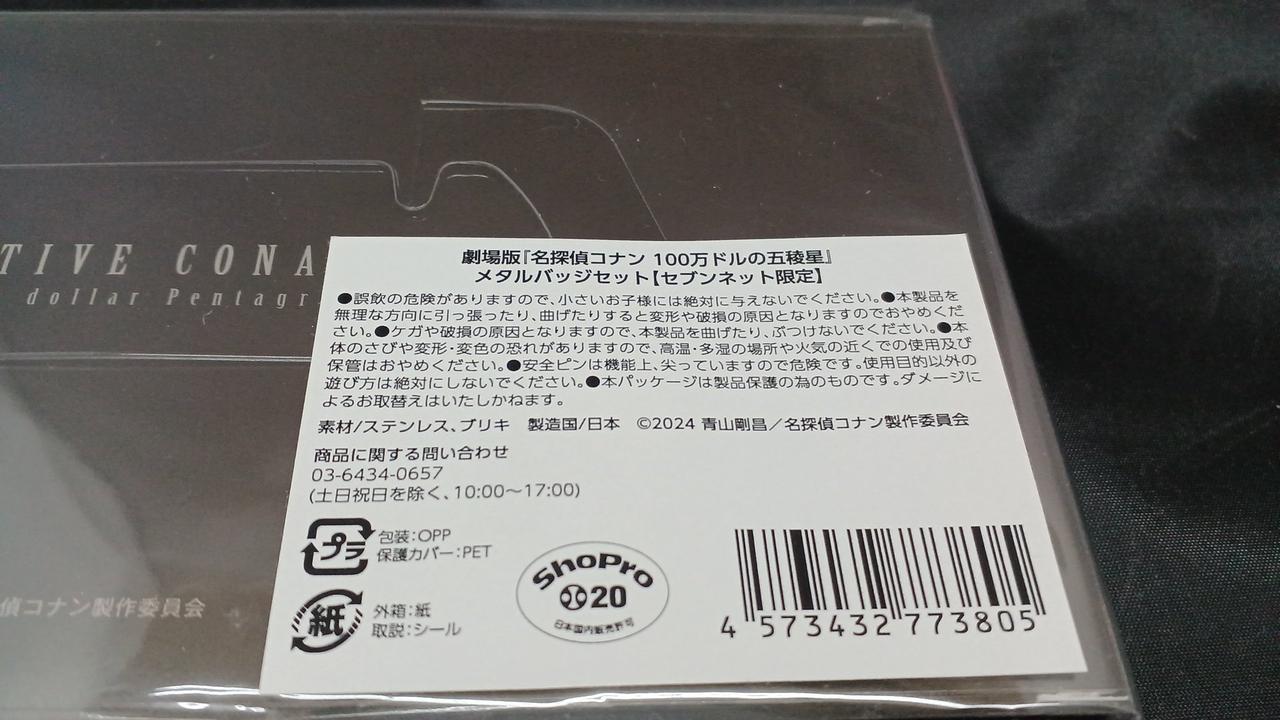 TIVE CONA
dollar Pentagr
偵コナン製作委員会
劇場版『名探偵コナン 100万ドルの五稜星』
メタルバッジセット【セブンネット限定】
●誤飲の危険がありますので、小さいお子様には絶対に与えないでください。●本製品を
無理な方向に引っ張ったり、曲げたりすると変形や破損の原因となりますのでおやめくだ
さい。●ケガや破損の原因となりますので、本製品を曲げたり、ぶつけないでください。●本
体のさびや変形・変色の恐れがありますので、高温・多湿の場所や火気の近くでの使用及び
保管はおやめください。●安全ピンは機能上、尖っていますので危険です。使用目的以外の
遊び方は絶対にしないでください。●本パッケージは製品保護の為のものです。ダメージに
よるお取替えはいたしかねます。
素材/ステンレス、ブリキ 製造国/日本 ©2024 青山剛昌/名探偵コナン製作委員会
商品に関する問い合わせ
03-6434-0657
(土日祝日を除く、10:00〜17:00)
プラ
包装:OPP
保護カバー:PET
紙
外箱:紙
取説:シール
ShoPro
20
日本国内販売許可
4 573432 773805